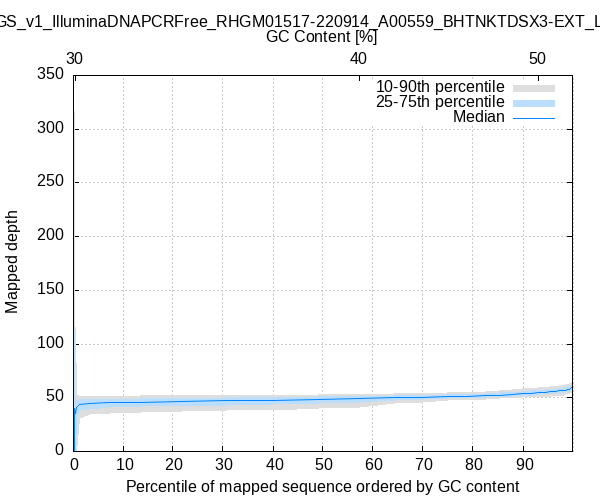 GS_v1_IlluminaDNAPCRFree_RHGM01517-220914_A00559_BHTNKTDSX3-EXT_L
GC Content [%]
30 40 50
10-90th percentile
25-75th percentile
Median
350
300
250
200
150
100
50
0
Mapped depth
0 10 20 30 40 50 60 70 80 90
Percentile of mapped sequence ordered by GC content